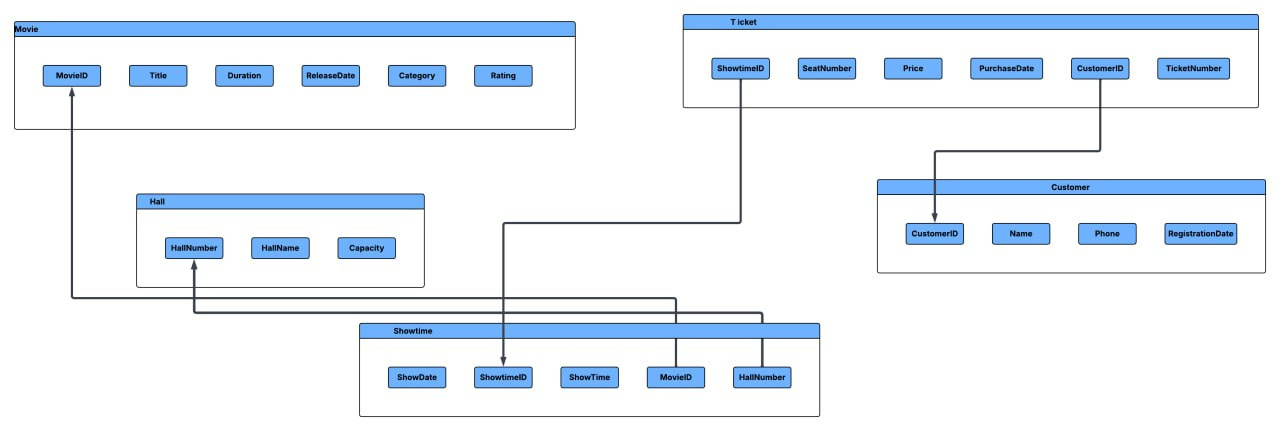 Movie
MovieID Title Duration ReleaseDate Category Rating
T icket
ShowtimeID SeatNumber Price PurchaseDate CustomerID TicketNumber
Hall
HallNumber HallName Capacity
Customer
CustomerID Name Phone RegistrationDate
Showtime
ShowDate ShowtimeID ShowTime MovieID HallNumber